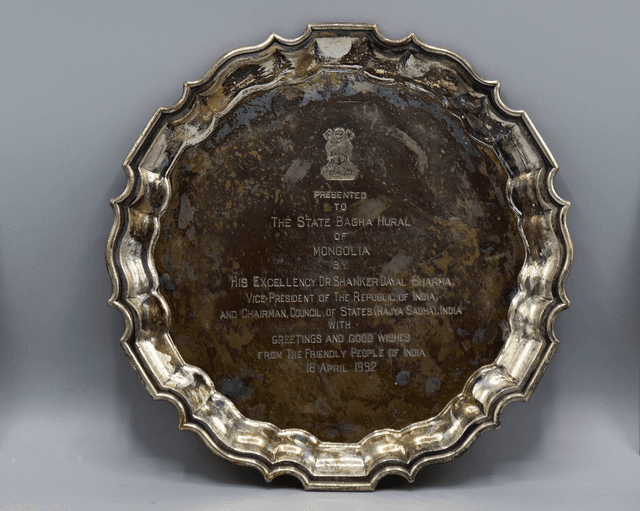 PRESENTED
TO
THE STATE BAGHA HURAL
OF
MONGOLIA
BY
HIS EXCELLENCY, DR. SHANKER DAYAL SHARMA,
VICE-PRESIDENT OF THE REPUBLIC, OF INDIA,
AND CHAIRMAN, COUNCIL, OF STATES (RAJYA SABHA), INDIA
WITH
GREETINGS AND GOOD WISHES
FROM THE FRIENDLY PEOPLE OF INDIA
18 APRIL 1992